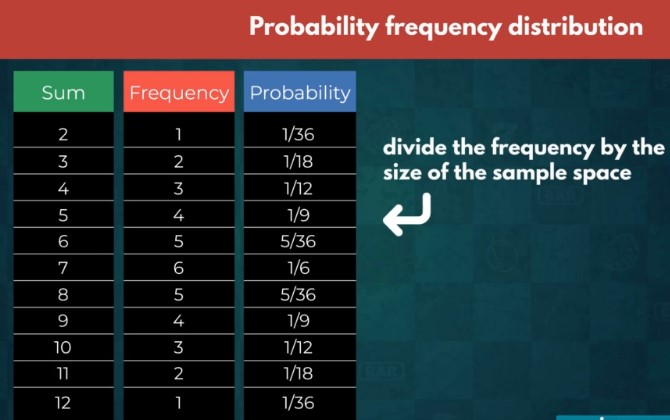 Probability frequency distribution
Sum Frequency Probability
2 1 1/36
3 2 1/18
4 3 1/12
5 4 1/9
6 5 5/36
7 6 1/6
8 5 5/36
9 4 1/9
10 3 1/12
11 2 1/18
12 1 1/36
divide the frequency by the
size of the sample space
BAR
BAR